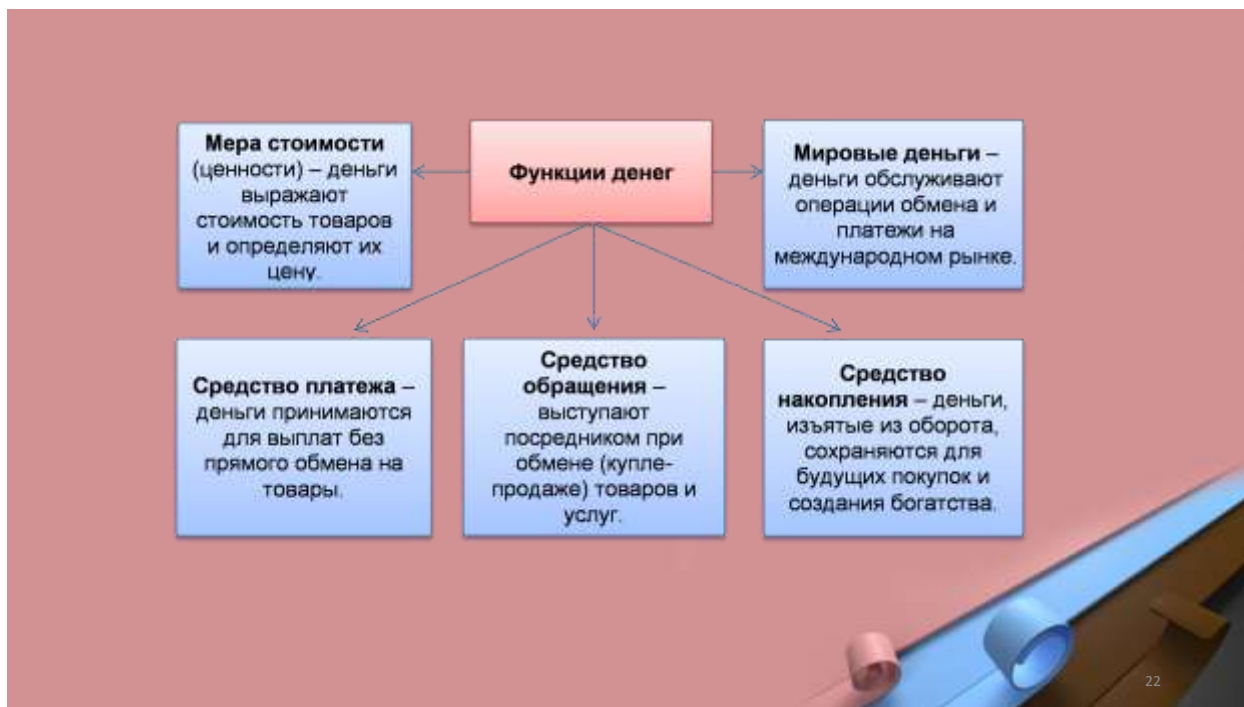 Мера стоимости
(ценности) – деньги
выражают
стоимость товаров
и определяют их
цену.
Функции денег
Мировые деньги –
деньги обслуживают
операции обмена и
платежи на
международном рынке.
Средство платежа –
деньги принимаются
для выплат без
прямого обмена на
товары.
Средство
обращения –
выступают
посредником при
обмене (купле-
продаже) товаров и
услуг.
Средство
накопления – деньги,
изъятые из оборота,
сохраняются для
будущих покупок и
создания богатства.
22